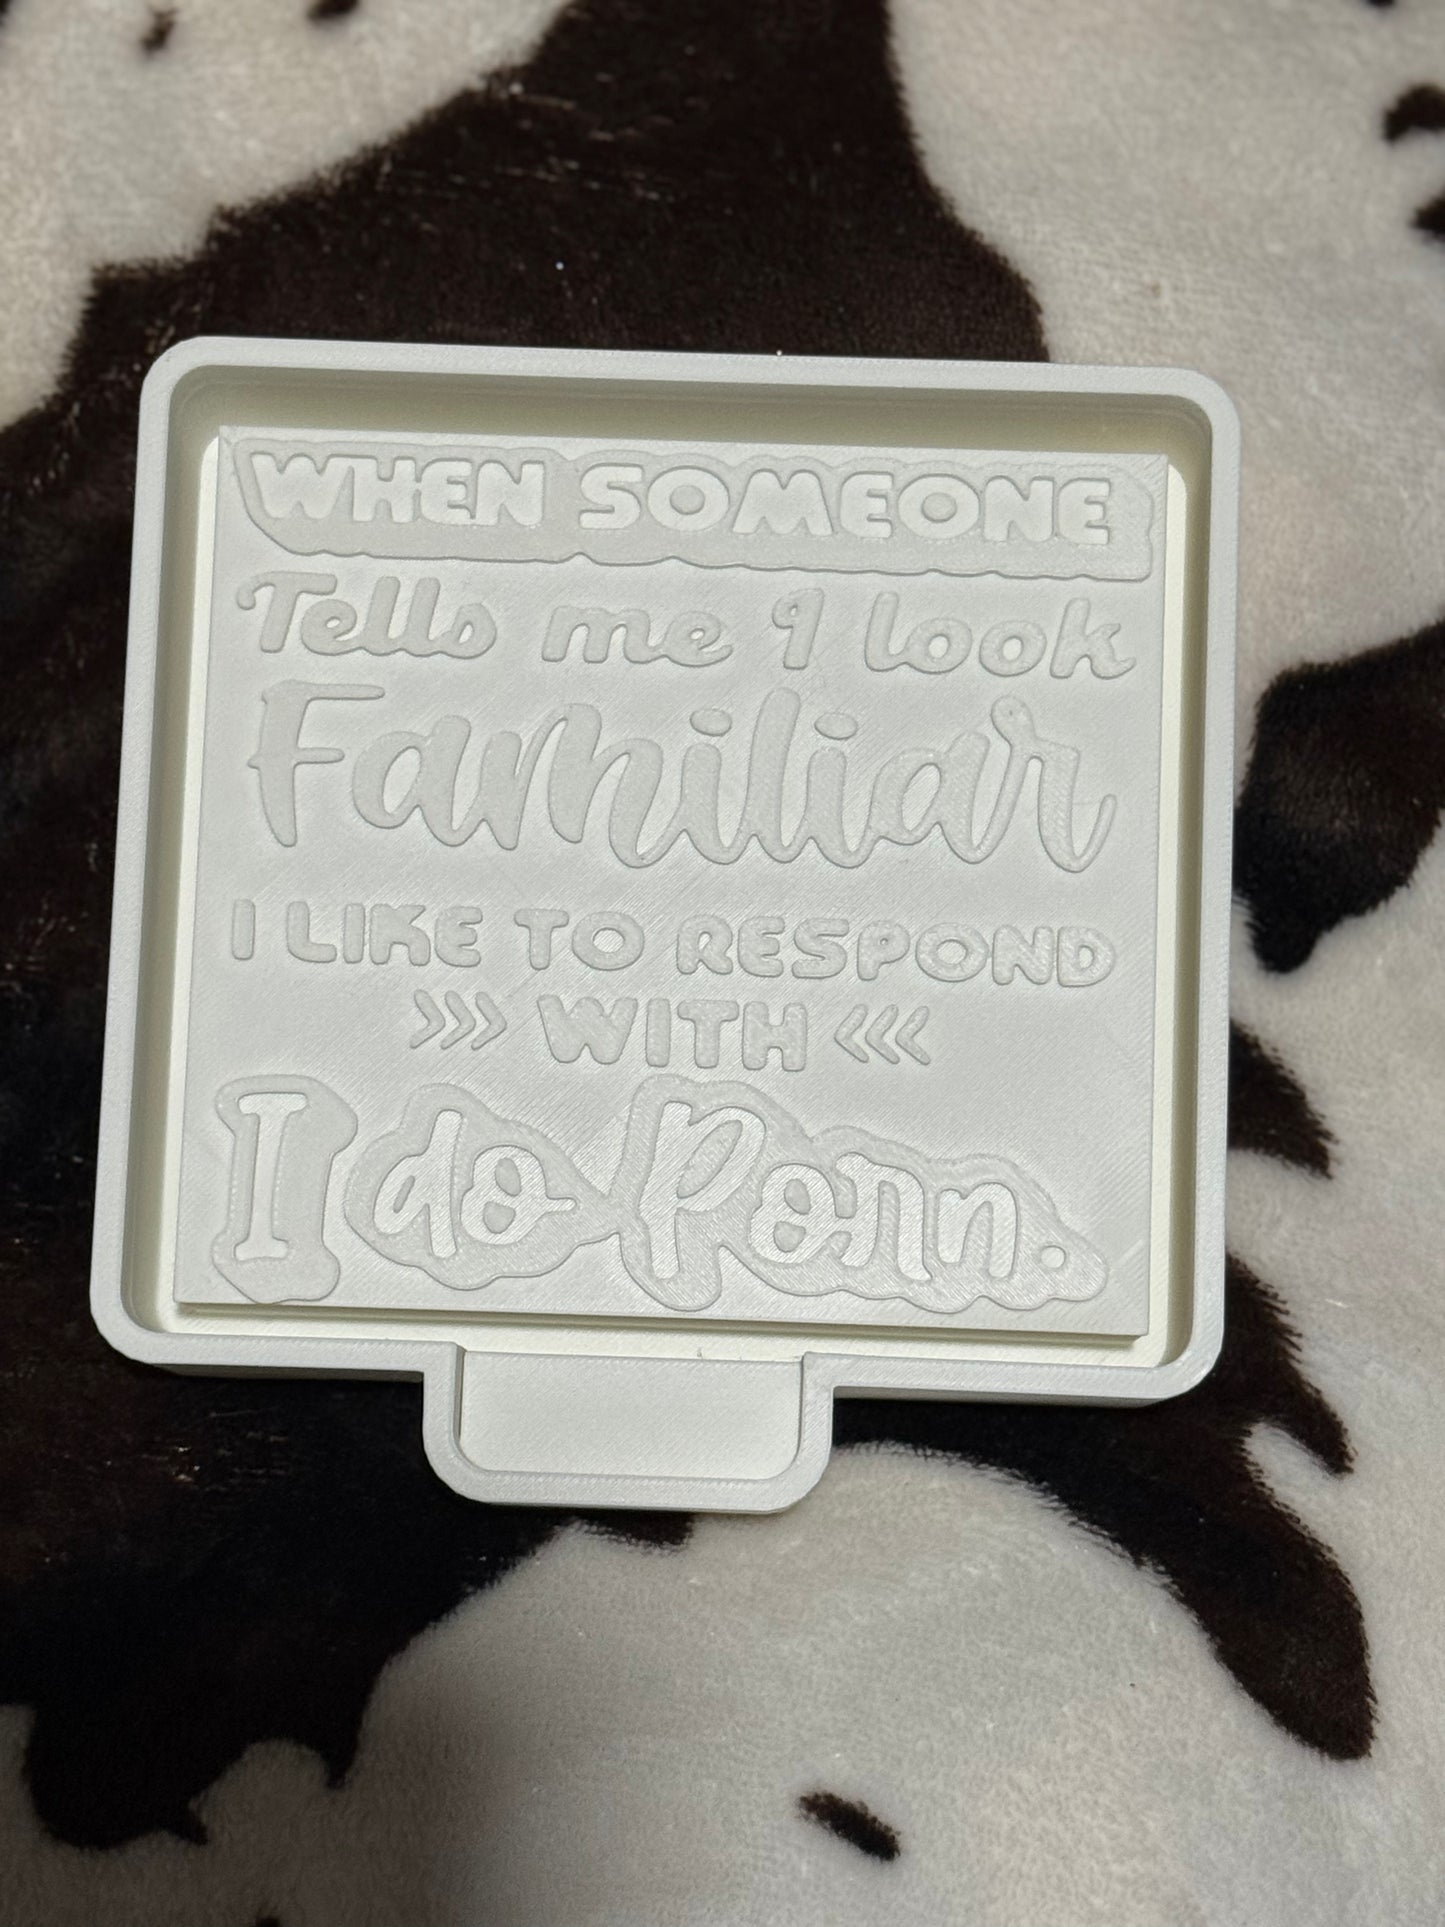 WHEN SOMEONE
Tells me I look
Familiar
I LIKE TO RESPOND
>>> WITH <<<
I do Porn.